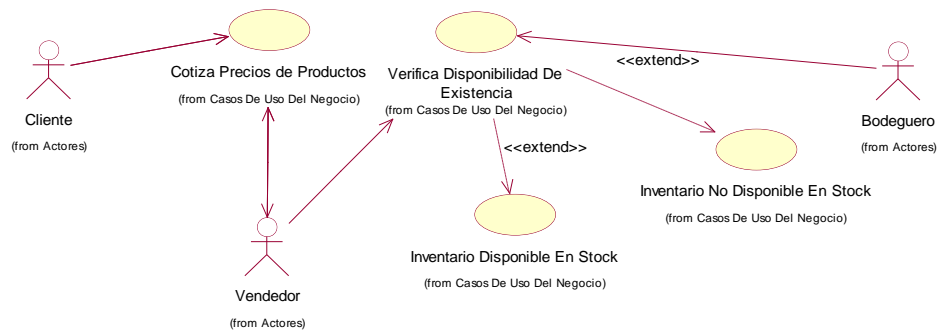 Cotiza Precios de Productos
(from Casos De Uso Del Negocio)
Verifica Disponibilidad De
Existencia
(from Casos De Uso Del Negocio)
<<extend>>
Cliente
(from Actores)
Bodeguero
(from Actores)
<<extend>>
Inventario No Disponible En Stock
(from Casos De Uso Del Negocio)
Inventario Disponible En Stock
(from Casos De Uso Del Negocio)
Vendedor
(from Actores)